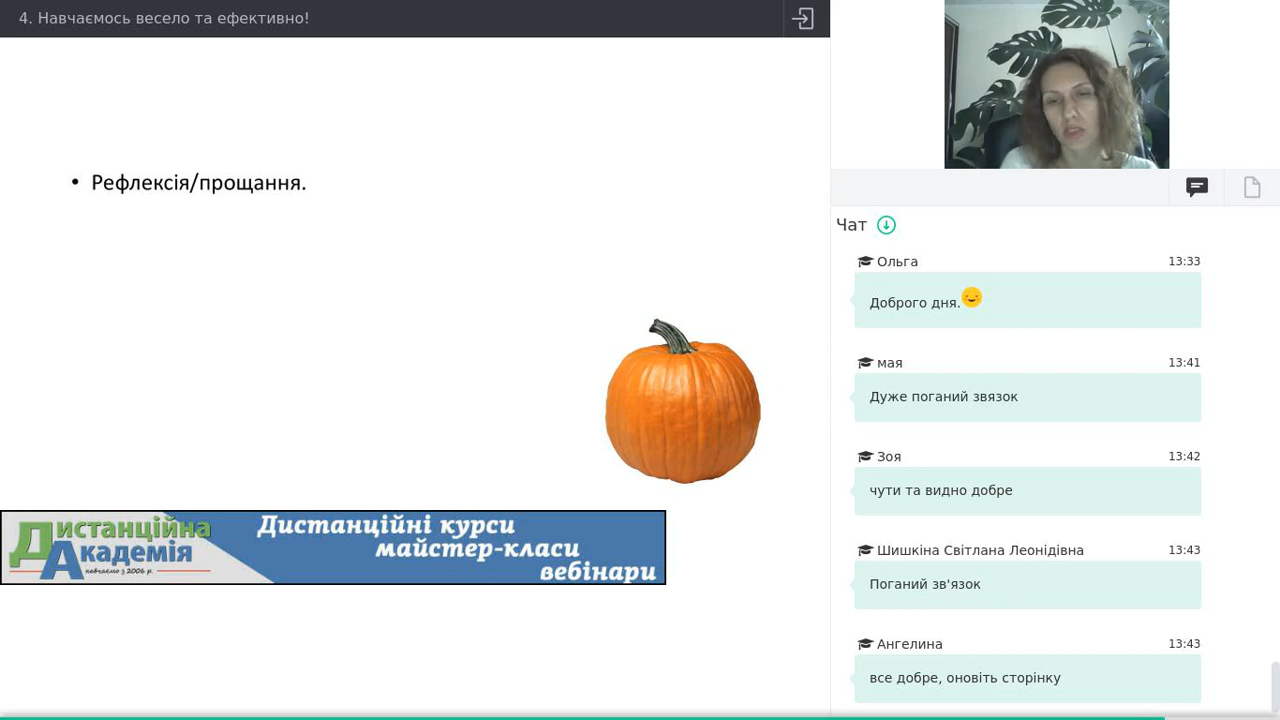 4. Навчаємось весело та ефективно!
• Рефлексія/прощання.
Дистанційна
Академія
навчаємо з 2006 р.
Дистанційні курси
майстер-класи
вебінари
Чат
Ольга 13:33
Доброго дня.
мая 13:41
Дуже поганий звязок
Зоя 13:42
чути та видно добре
Шишкіна Світлана Леонідівна 13:43
Поганий зв'язок
Ангелина 13:43
все добре, оновіть сторінку